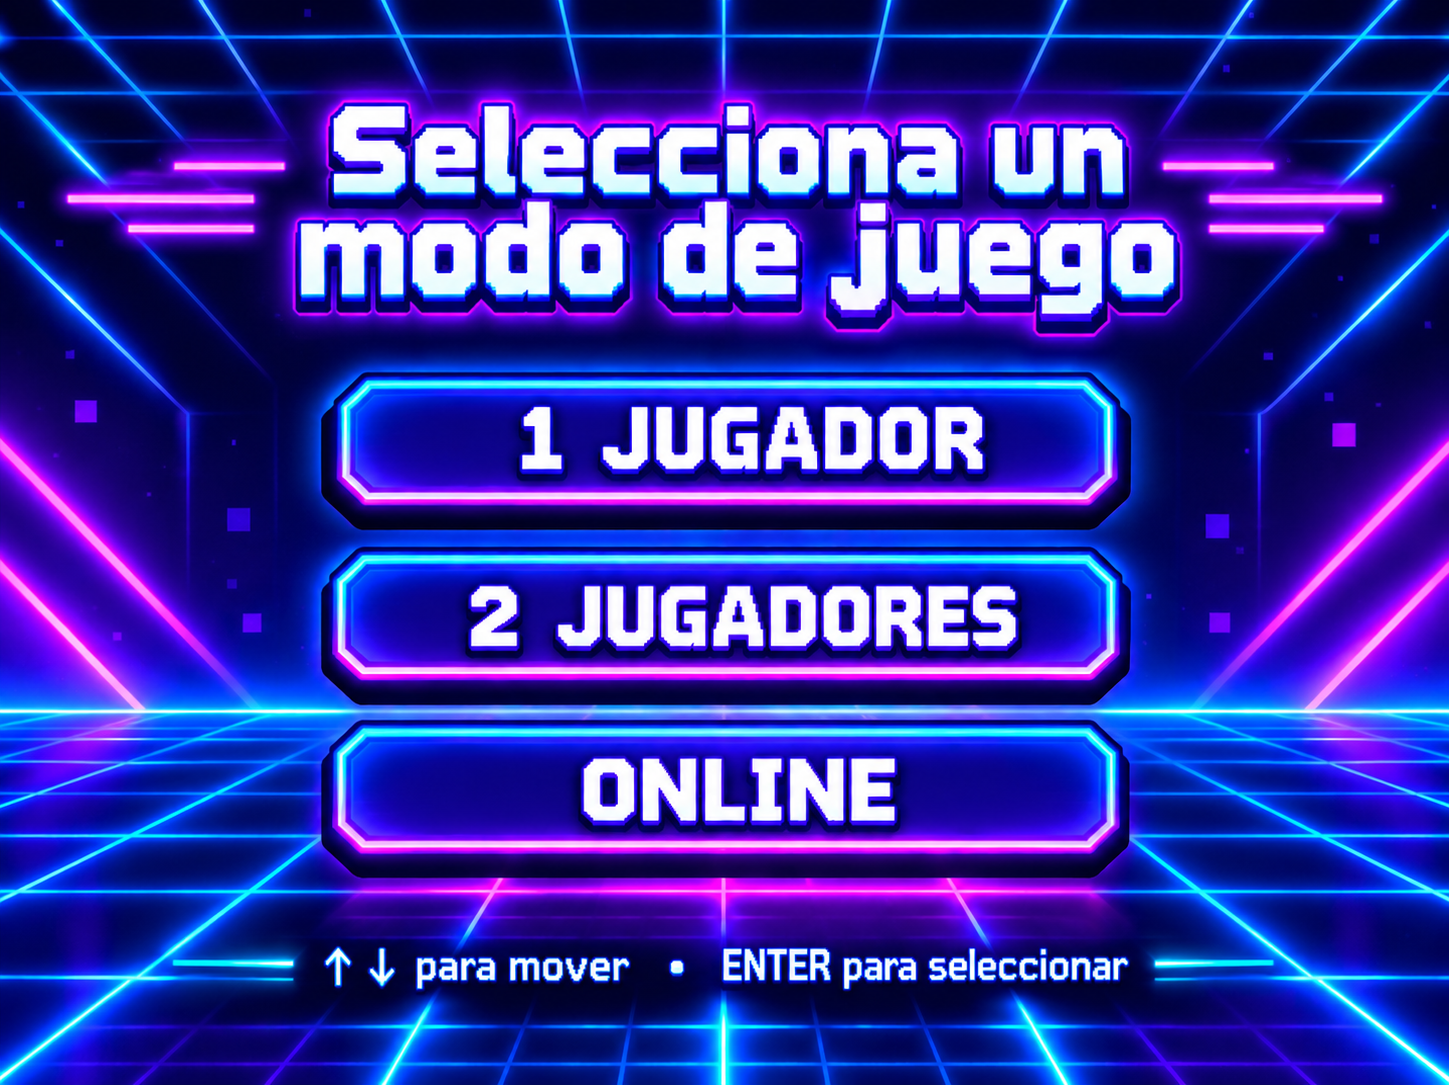 Selecciona un
modo de juego
1 JUGADOR
2 JUGADORES
ONLINE
↑ ↓ para mover • ENTER para seleccionar